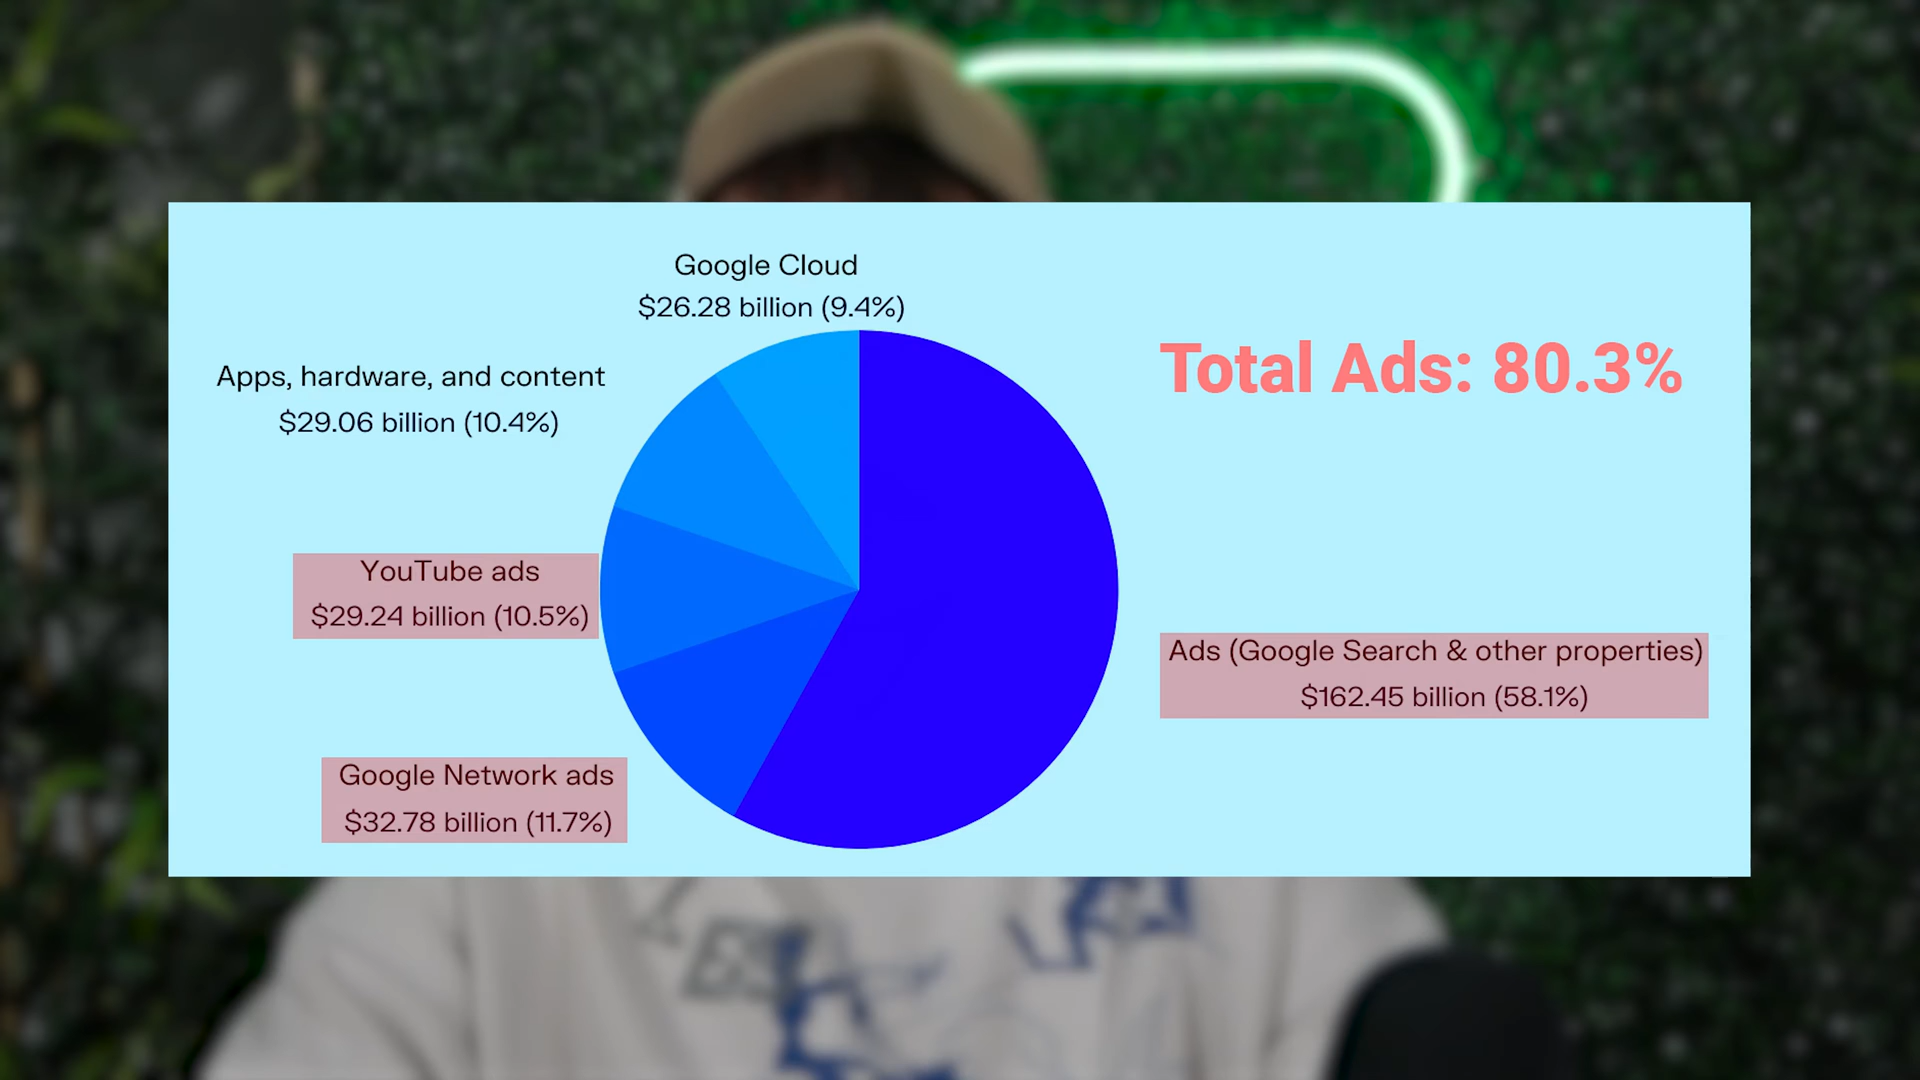 Google Cloud
$26.28 billion (9.4%)
Apps, hardware, and content
$29.06 billion (10.4%)
Total Ads: 80.3%
YouTube ads
$29.24 billion (10.5%)
Ads (Google Search & other properties)
$162.45 billion (58.1%)
Google Network ads
$32.78 billion (11.7%)